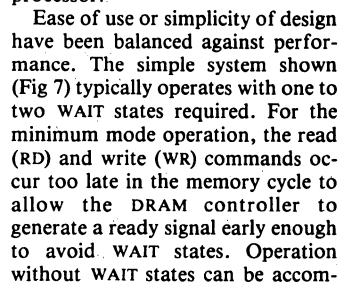 processor.
Ease of use or simplicity of design
have been balanced against perfor-
mance. The simple system shown
(Fig 7) typically operates with one to
two WAIT states required. For the
minimum mode operation, the read
(RD) and write (WR) commands oc-
cur too late in the memory cycle to
allow the DRAM controller to
generate a ready signal early enough
to avoid WAIT states. Operation
without WAIT states can be accom-